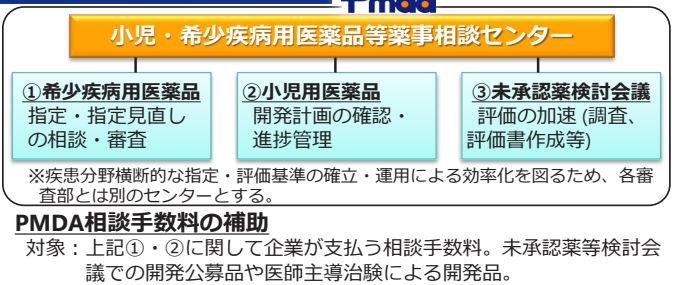 Pmda
小児・希少疾病用医薬品等薬事相談センター
①希少疾病用医薬品
指定・指定見直し
の相談・審査
②小児用医薬品
開発計画の確認・
進捗管理
③未承認薬検討会議
評価の加速 (調査、
評価書作成等)
※疾患分野横断的な指定・評価基準の確立・運用による効率化を図るため、各審
査部とは別のセンターとする。
PMDA相談手数料の補助
対象：上記①・②に関して企業が支払う相談手数料。未承認薬等検討会
議での開発公募品や医師主導治験による開発品。